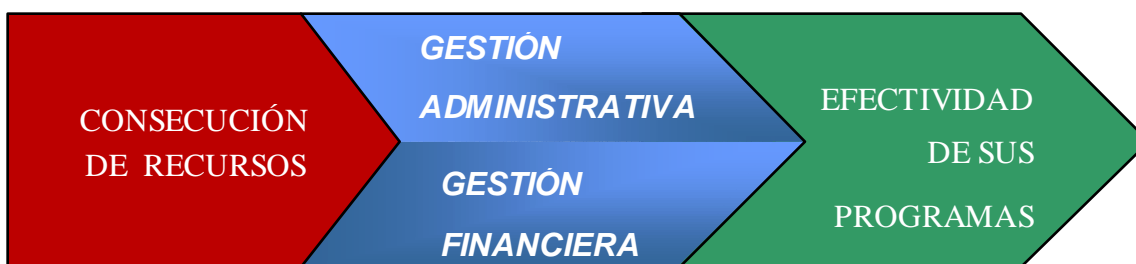 CONSECUCIÓN
DE RECURSOS
GESTIÓN
ADMINISTRATIVA
GESTIÓN
FINANCIERA
EFECTIVIDAD
DE SUS
PROGRAMAS